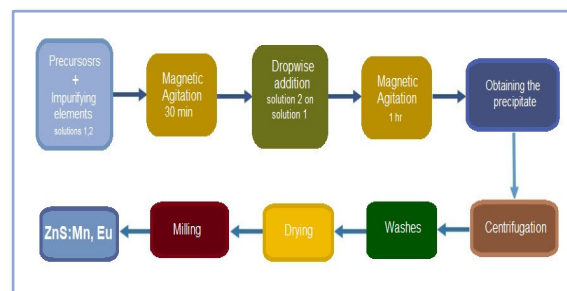 Precursosrs
+
Impurifying
elements
solutions 1,2
Magnetic
Agitation
30 min
Dropwise
addition
solution 2 on
solution 1
Magnetic
Agitation
1 hr
Obtaining the
precipitate
Centrifugation
Washes
Drying
Milling
ZnS:Mn, Eu